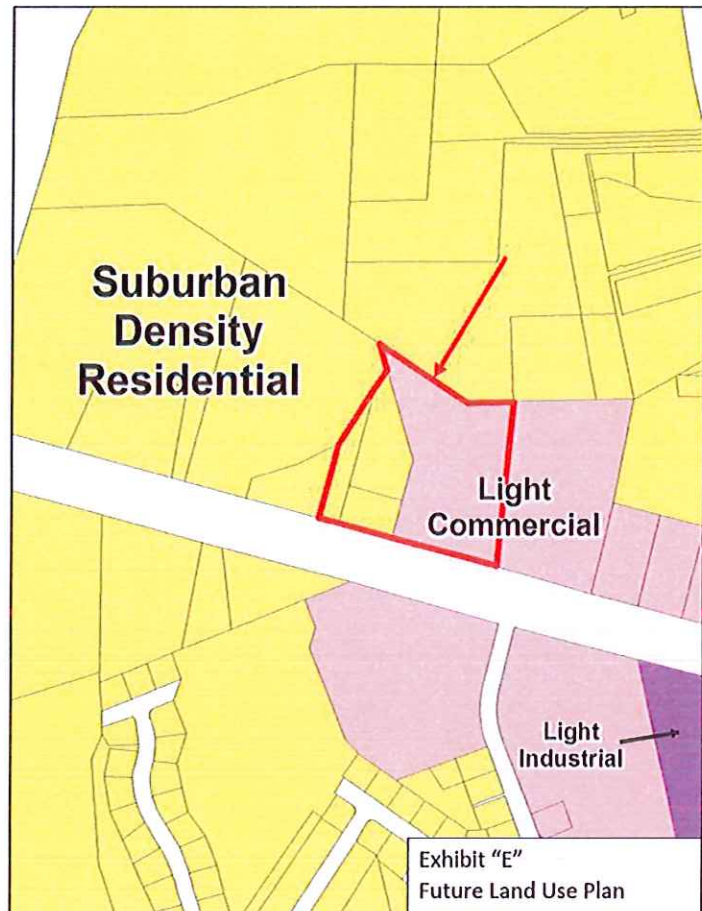 Suburban
Density
Residential
Light
Commercial
Light
Industrial
Exhibit “E”
Future Land Use Plan